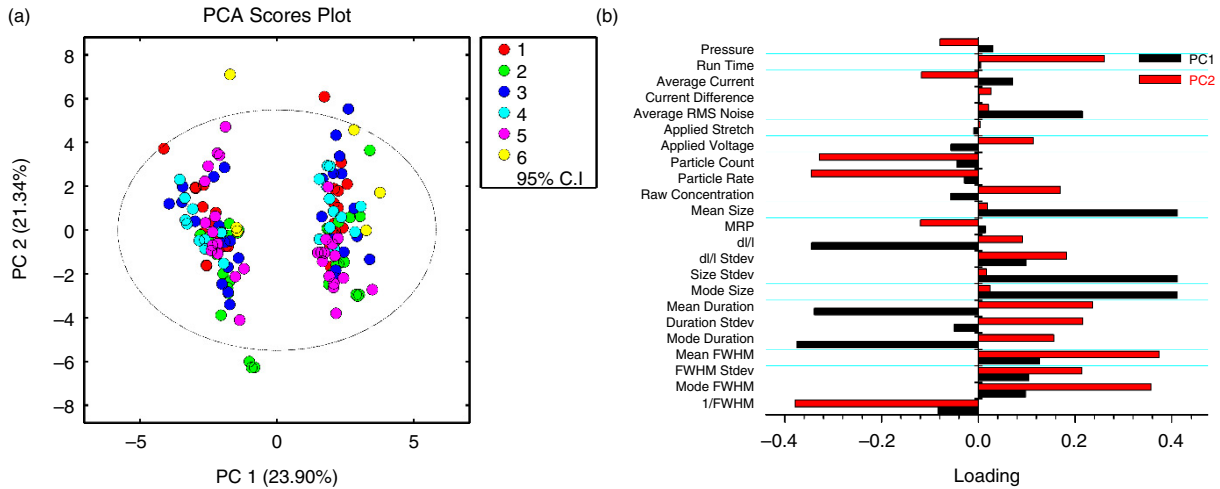 (a)
PCA Scores Plot
8
6
4
2
0
−2
−4
−6
−8
PC 2 (21.34%)
−5
0
5
PC 1 (23.90%)
1
2
3
4
5
6
95% C.I
(b)
Pressure
Run Time
Average Current
Current Difference
Average RMS Noise
Applied Stretch
Applied Voltage
Particle Count
Particle Rate
Raw Concentration
Mean Size
MRP
dI/I
dI/I Stdev
Size Stdev
Mode Size
Mean Duration
Duration Stdev
Mode Duration
Mean FWHM
FWHM Stdev
Mode FWHM
1/FWHM
PC1
PC2
−0.4
−0.2
0.0
0.2
0.4
Loading